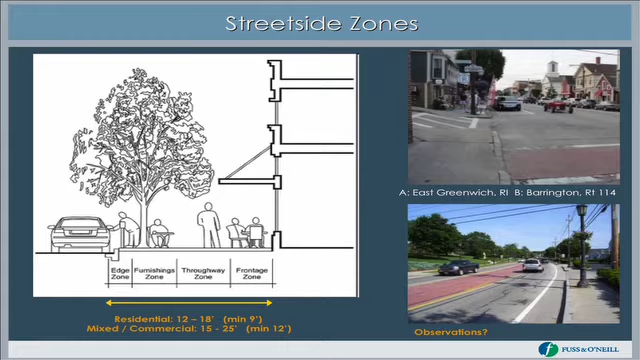 Streetside Zones
Edge Zone
Furnishings Zone
Throughway Zone
Frontage Zone
Residential: 12 – 18' (min 9')
Mixed / Commercial: 15 - 25' (min 12')
A: East Greenwich, RI B: Barrington, Rt 114
Observations?
FUSS & O'NEILL